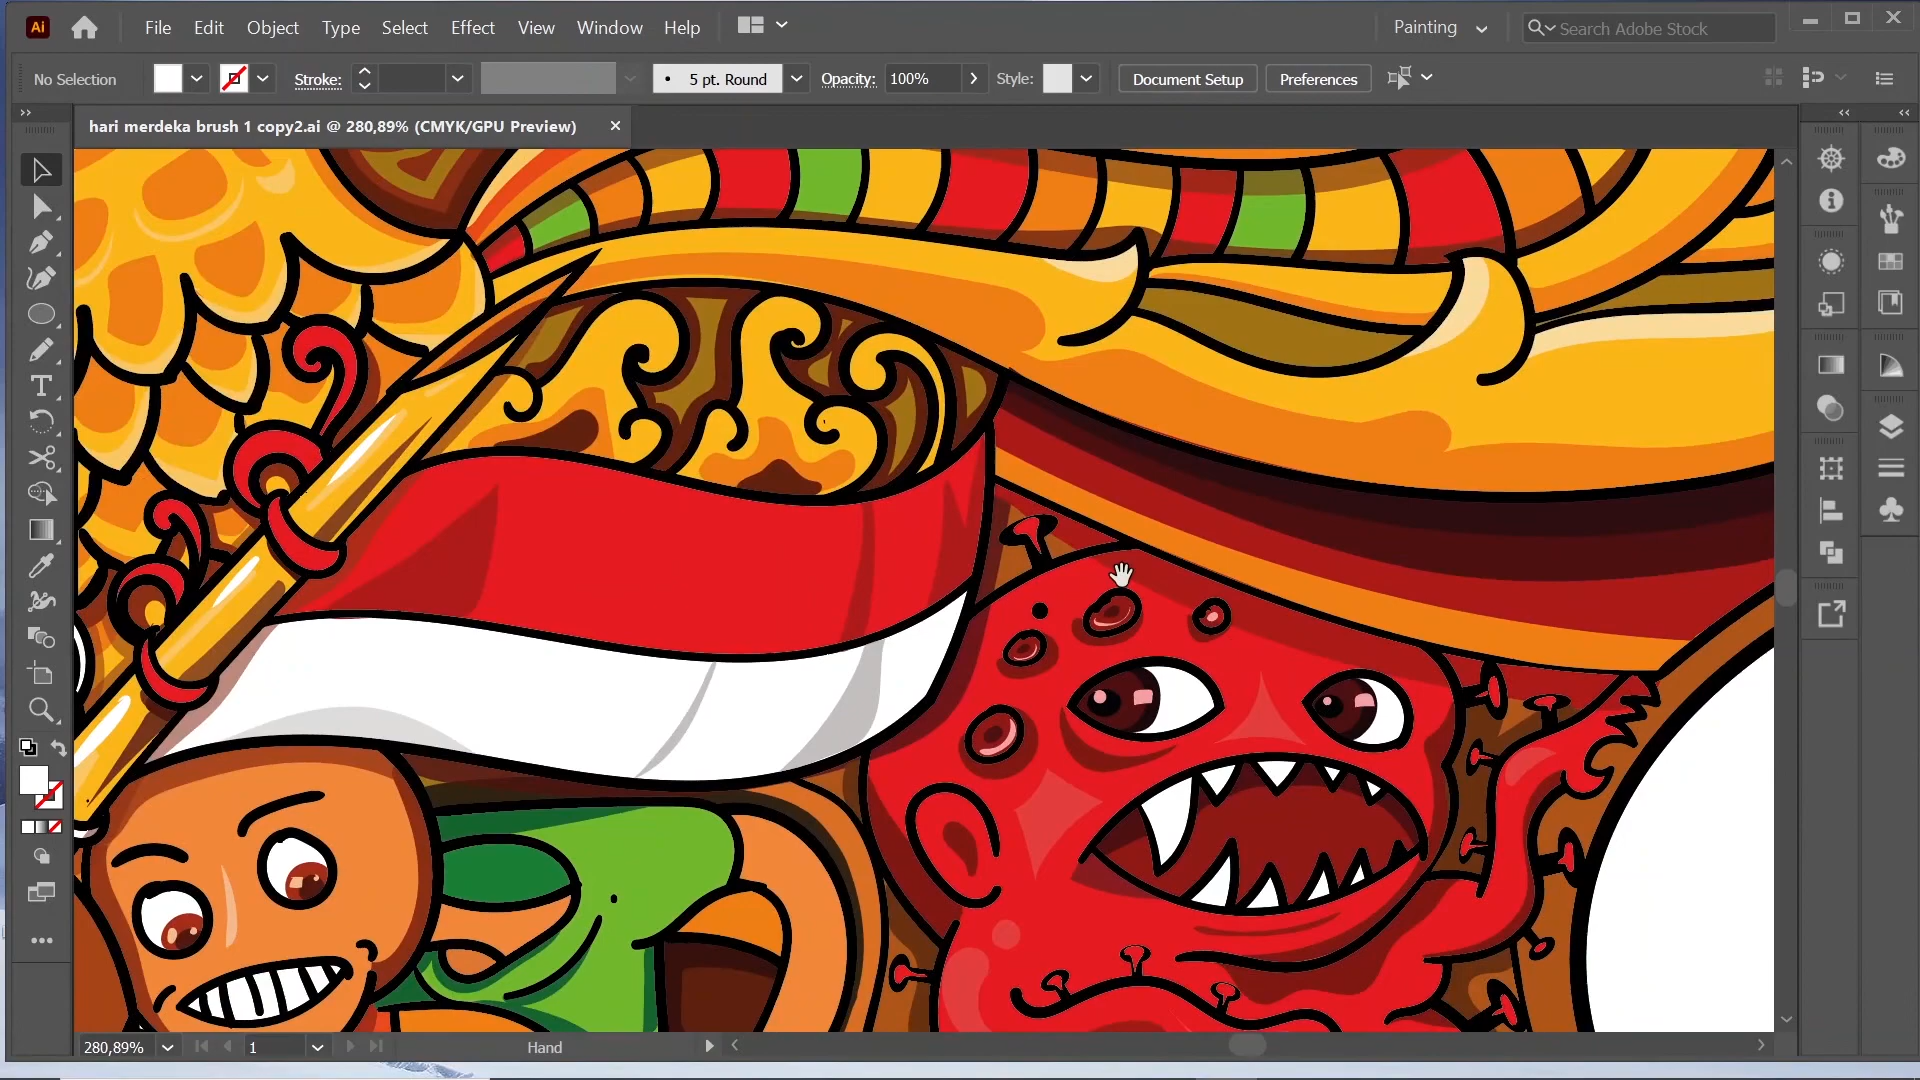 Ai File Edit Object Type Select Effect View Window Help Painting Search Adobe Stock
No Selection Stroke: 5 pt. Round Opacity: 100% Style: Document Setup Preferences
hari merdeka brush 1 copy2.ai @ 280,89% (CMYK/GPU Preview)
280,89% 1 Hand